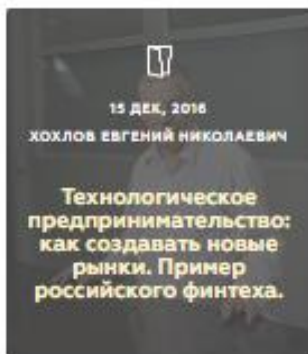 15 ДЕК, 2016
ХОХЛОВ ЕВГЕНИЙ НИКОЛАЕВИЧ
Технологическое
предпринимательство:
как создавать новые
рынки. Пример
российского финтеха.